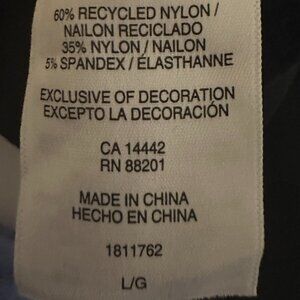 60% RECYCLED NYLON /
NAILON RECICLADO
35% NYLON / NAILON
5% SPANDEX / ÉLASTHANNE
EXCLUSIVE OF DECORATION
EXCEPTO LA DECORACIÓN
CA 14442
RN 88201
MADE IN CHINA
HECHO EN CHINA
1811762
L/G